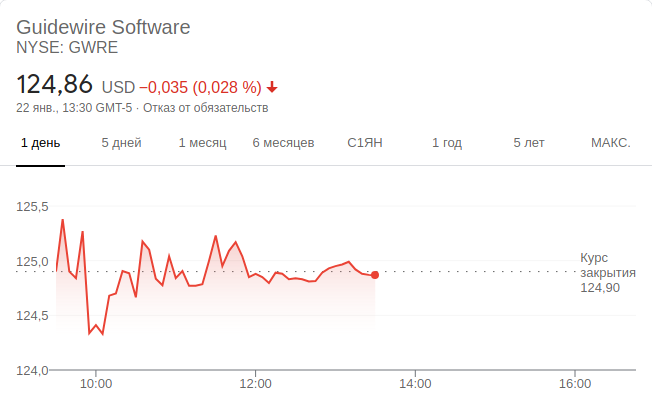 Guidewire Software
NYSE: GWRE
124,86 USD −0,035 (0,028 %)
22 янв., 13:30 GMT-5 · Отказ от обязательств
1 день 5 дней 1 месяц 6 месяцев С1ЯН 1 год 5 лет МАКС.
125,5
125,0
124,5
124,0
Курс
закрытия
124,90
10:00 12:00 14:00 16:00